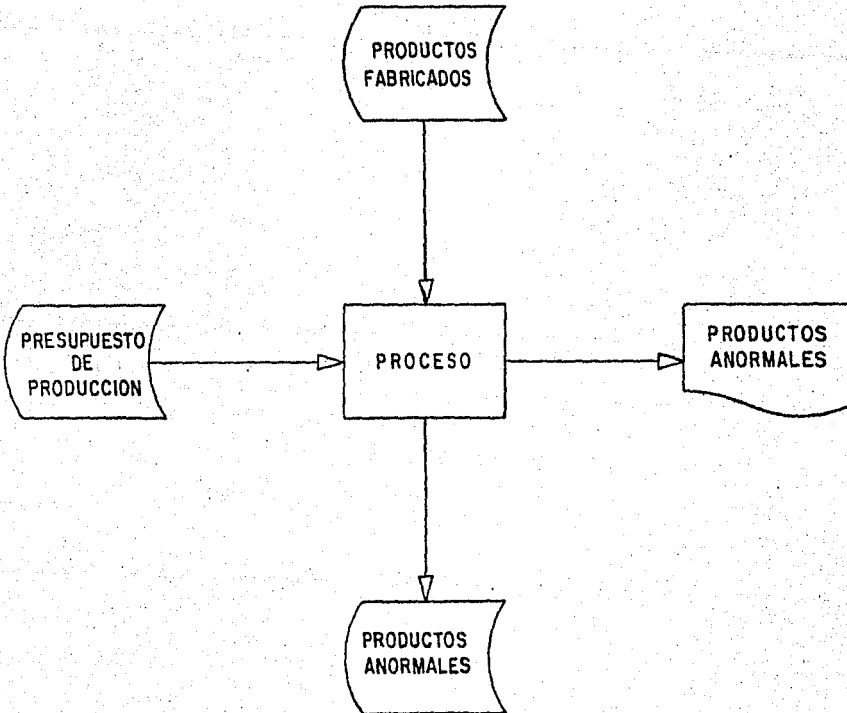 PRODUCTOS
FABRICADOS
PRESUPUESTO
DE
PRODUCCION
PROCESO
PRODUCTOS
ANORMALES
PRODUCTOS
ANORMALES